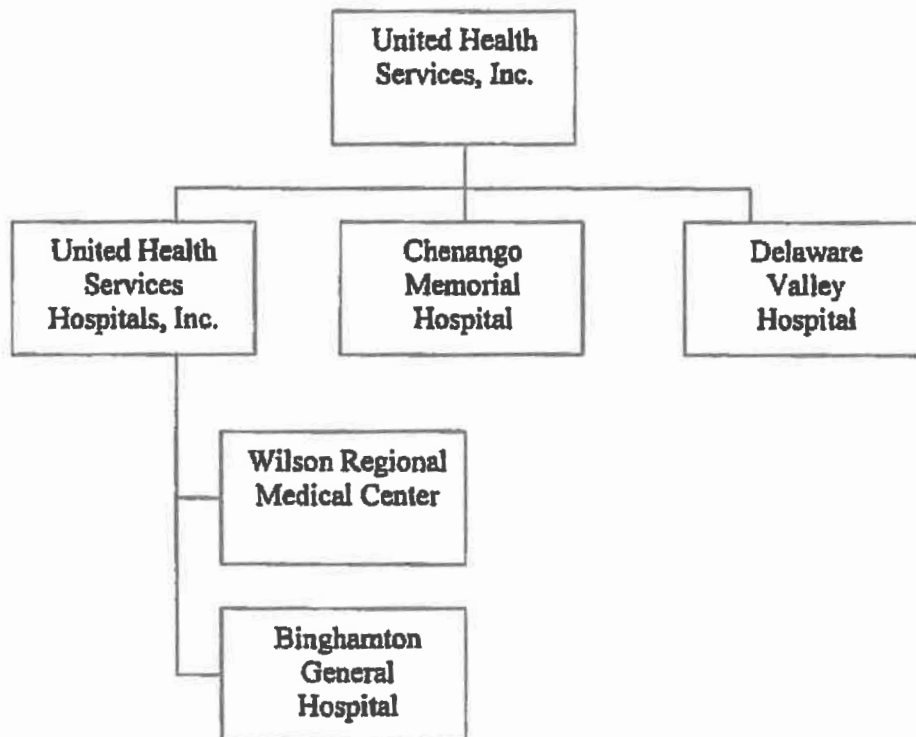 United Health
Services, Inc.
United Health
Services
Hospitals, Inc.
Chenango
Memorial
Hospital
Delaware
Valley
Hospital
Wilson Regional
Medical Center
Binghamton
General
Hospital